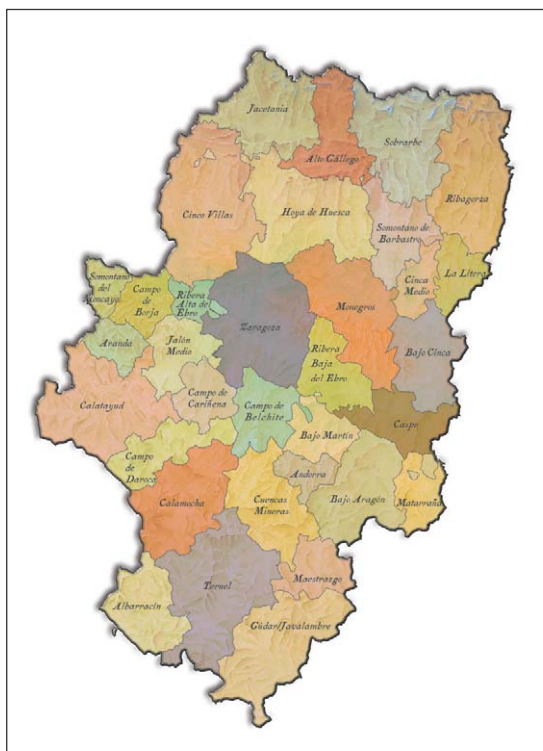 Jacetania
Alto Gállego
Sobrarbe
Ribagorza
Cinco Villas
Hoya de Huesca
Somontano de
Barbastro
Cinca
Medio
La Litera
Somontano
del
Moncayo
Campo
de
Borja
Ribera
Alta de
Ebro
Zaragoza
Monegros
Bajo Cinca
Aranda
Jalón
Medio
Ribera
Baja
del Ebro
Calatayud
Campo de
Cariñena
Campo de
Belchite
Bajo Martín
Caspe
Campo
de
Daroca
Calamocha
Cuencas
Mineras
Andorra
Bajo Aragón
Matarraña
Albarracín
Teruel
Maestrazgo
Gúdar/Javalambre